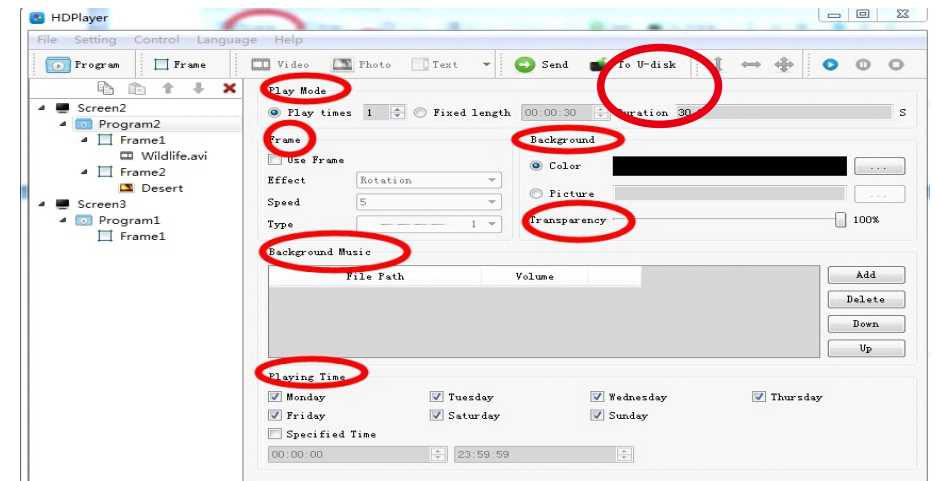 HDPlayer
File Setting Control Language Help
Program Frame Video Photo Text Send To U-disk
Screen2
Program2
Frame1
Wildlife.avi
Frame2
Desert
Screen3
Program1
Frame1
Play Mode
Play times 1 Fixed length 00:00:30 Duration 30 S
Frame
Use Frame
Effect Rotation
Speed 5
Type 1
Background
Color ...
Picture ...
Transparency 100%
Background Music
File Path Volume
Add
Delete
Down
Up
Playing Time
Monday Tuesday Wednesday Thursday
Friday Saturday Sunday
Specified Time
00:00:00 23:59:59